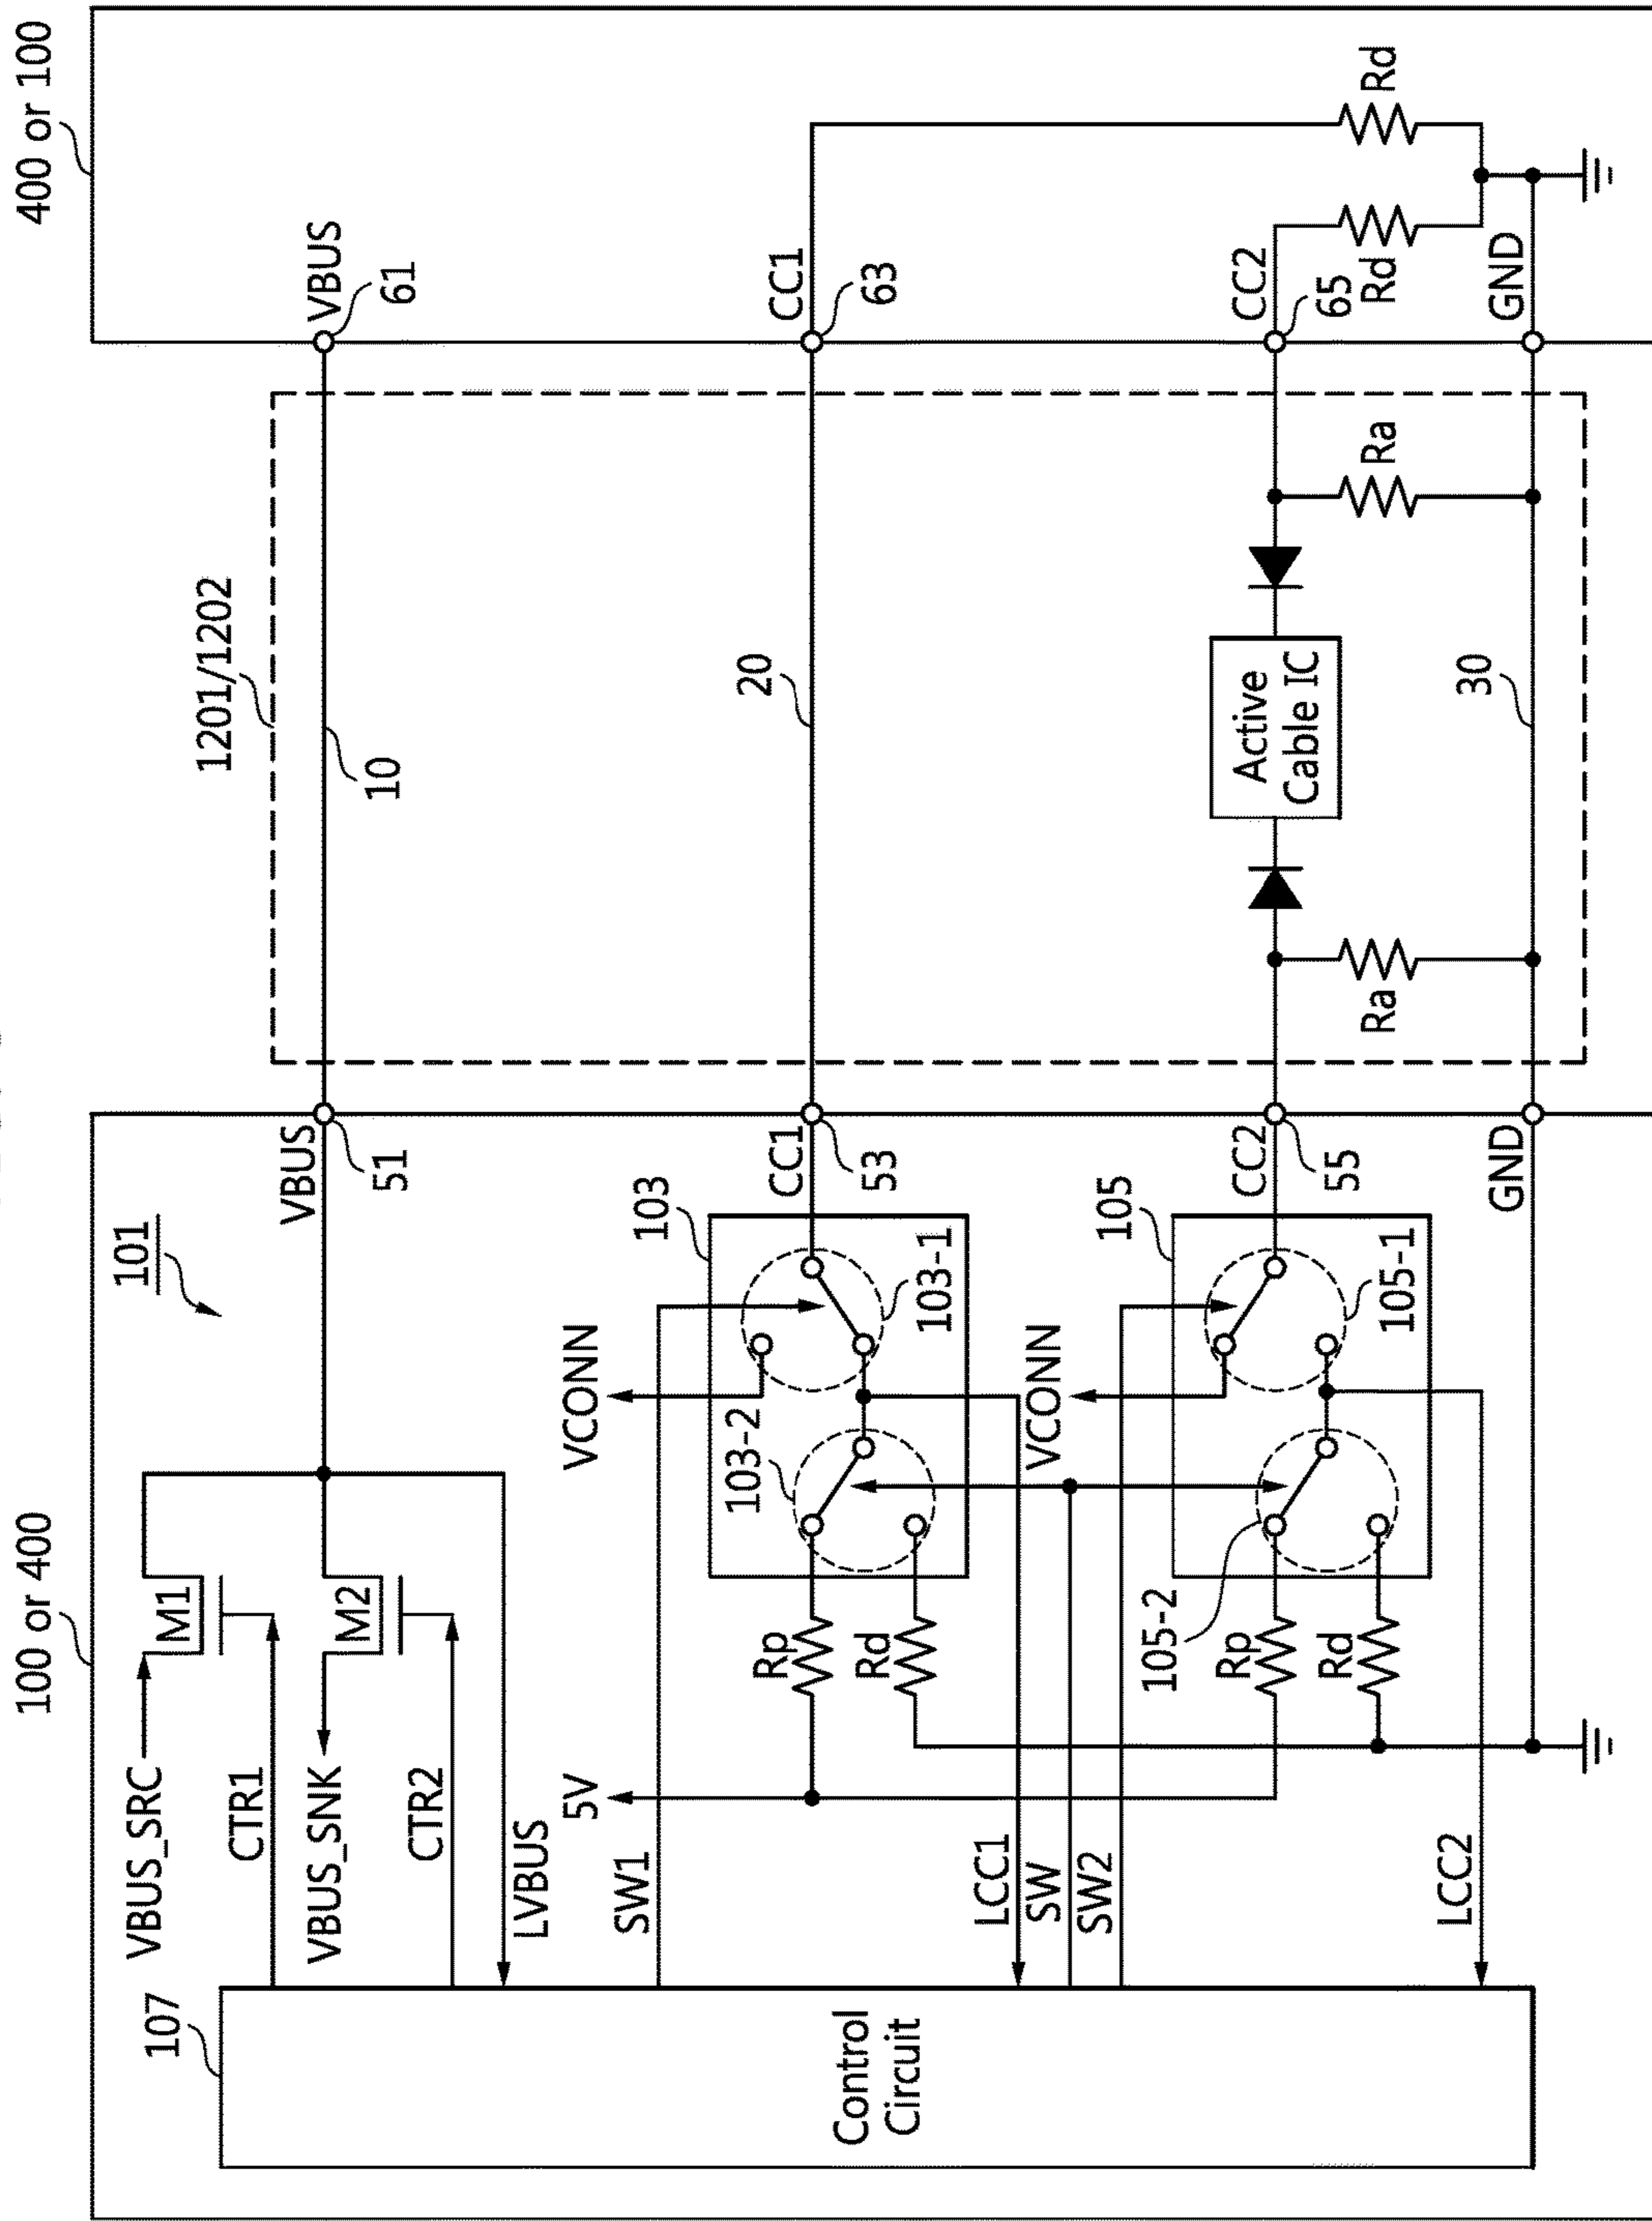 100 or 400
101
107
Control
Circuit
VBUS_SRC
M1
CTR1
VBUS_SNK
M2
CTR2
LVBUS
VBUS
51
5V
SW1
VCONN
103
103-2
103-1
CC1
53
Rp
Rd
LCC1
SW
SW2
VCONN
105
105-2
105-1
CC2
55
Rp
Rd
LCC2
GND
1201/1202
10
20
Active
Cable IC
Ra
Ra
30
400 or 100
VBUS
61
CC1
63
CC2
65
Rd
Rd
GND